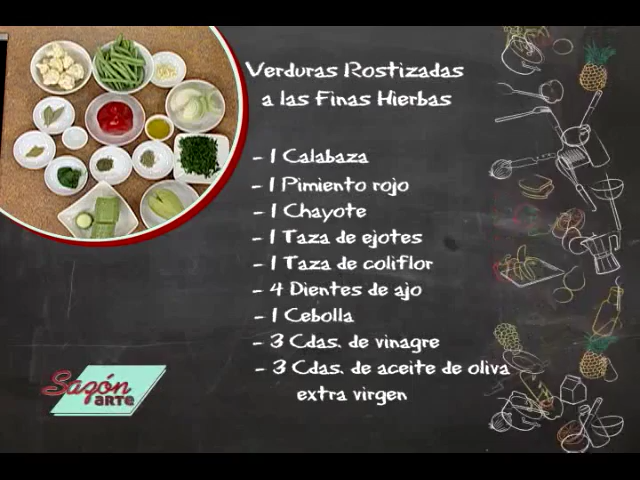 Verduras Rostizadas
a las Finas Hierbas
- 1 Calabaza
- 1 Pimiento rojo
- 1 Chayote
- 1 Taza de ejotes
- 1 Taza de coliflor
- 4 Dientes de ajo
- 1 Cebolla
- 3 Cdas. de vinagre
- 3 Cdas. de aceite de oliva
extra virgen
Sazón
ARTE